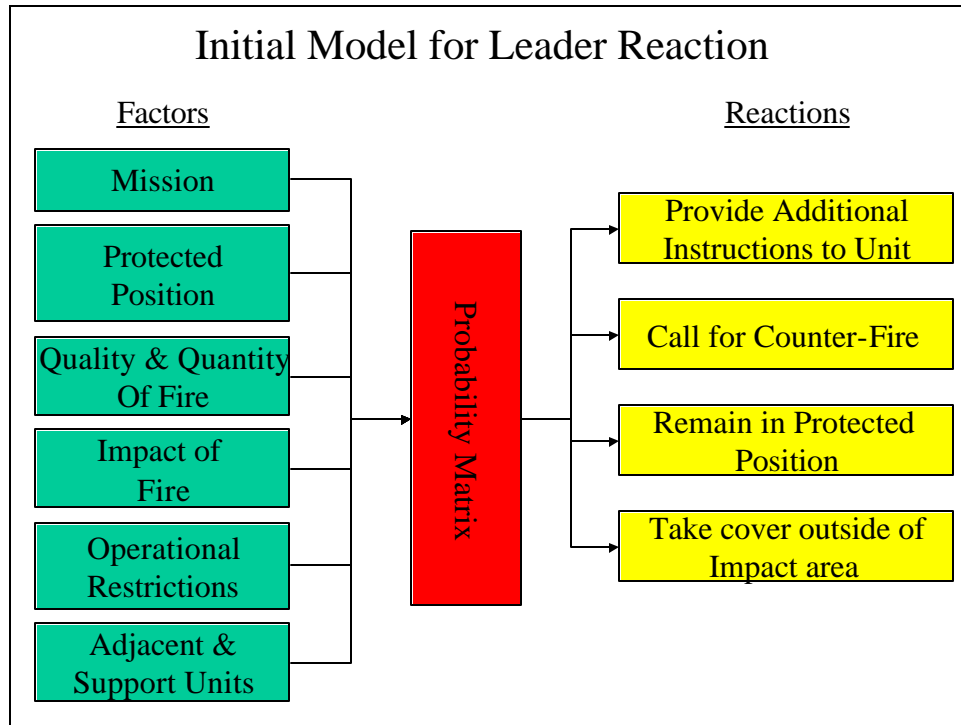 Initial Model for Leader Reaction
Factors
Mission
Protected
Position
Quality & Quantity
Of Fire
Impact of
Fire
Operational
Restrictions
Adjacent &
Support Units
Probability Matrix
Reactions
Provide Additional
Instructions to Unit
Call for Counter-Fire
Remain in Protected
Position
Take cover outside of
Impact area